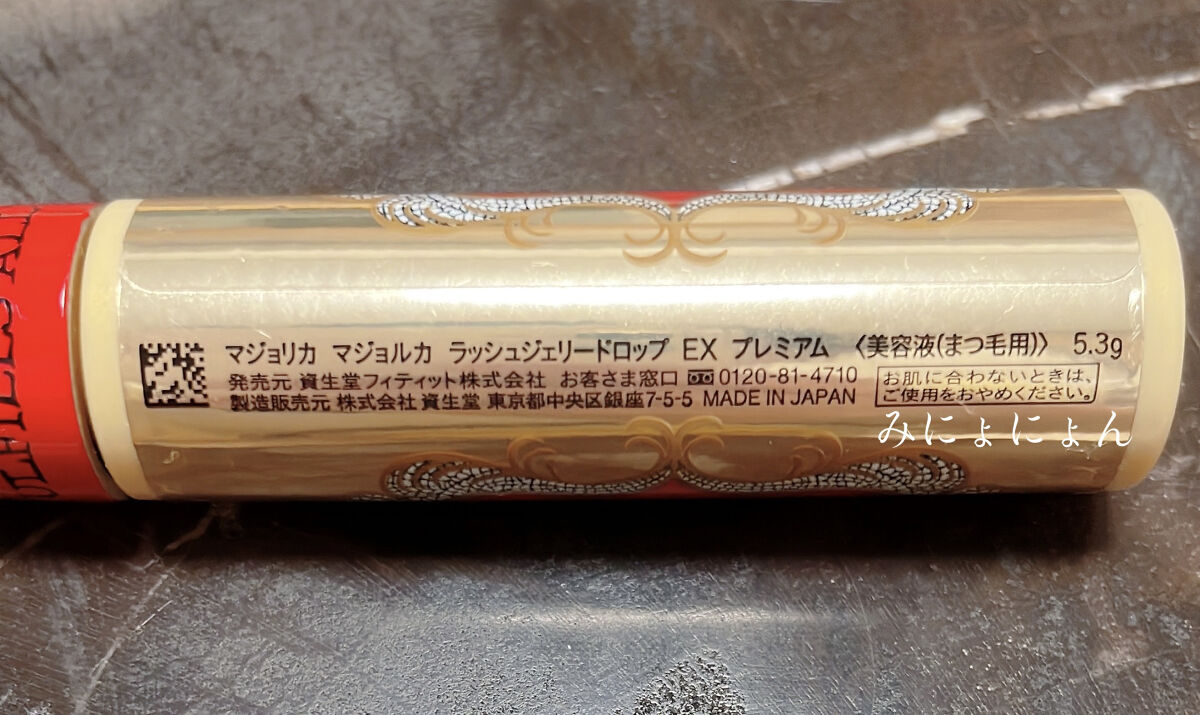 マジョリカ マジョルカ ラッシュジェリードロップ EX プレミアム 〈美容液(まつ毛用)〉 5.3g
発売元 資生堂フィティット株式会社 お客さま窓口 0120-81-4710
製造販売元 株式会社 資生堂 東京都中央区銀座7-5-5 MADE IN JAPAN
お肌に合わないときは、
ご使用をおやめください。
みにょにょん